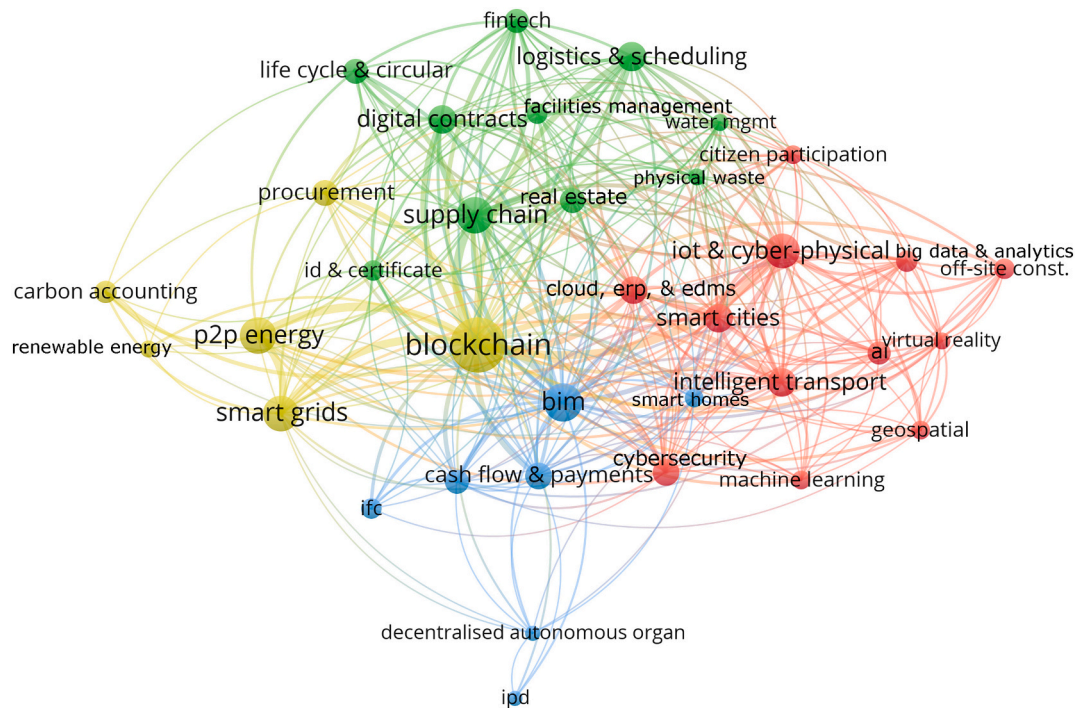 fintech
logistics & scheduling
life cycle & circular
facilities management
digital contracts
water mgmt
citizen participation
physical waste
procurement
real estate
supply chain
iot & cyber-physical
big data & analytics
off-site const.
id & certificate
cloud, erp, & edms
carbon accounting
smart cities
p2p energy
blockchain
virtual reality
renewable energy
ai
intelligent transport
smart homes
bim
smart grids
geospatial
cybersecurity
cash flow & payments
machine learning
ifc
decentralised autonomous organ
ipd